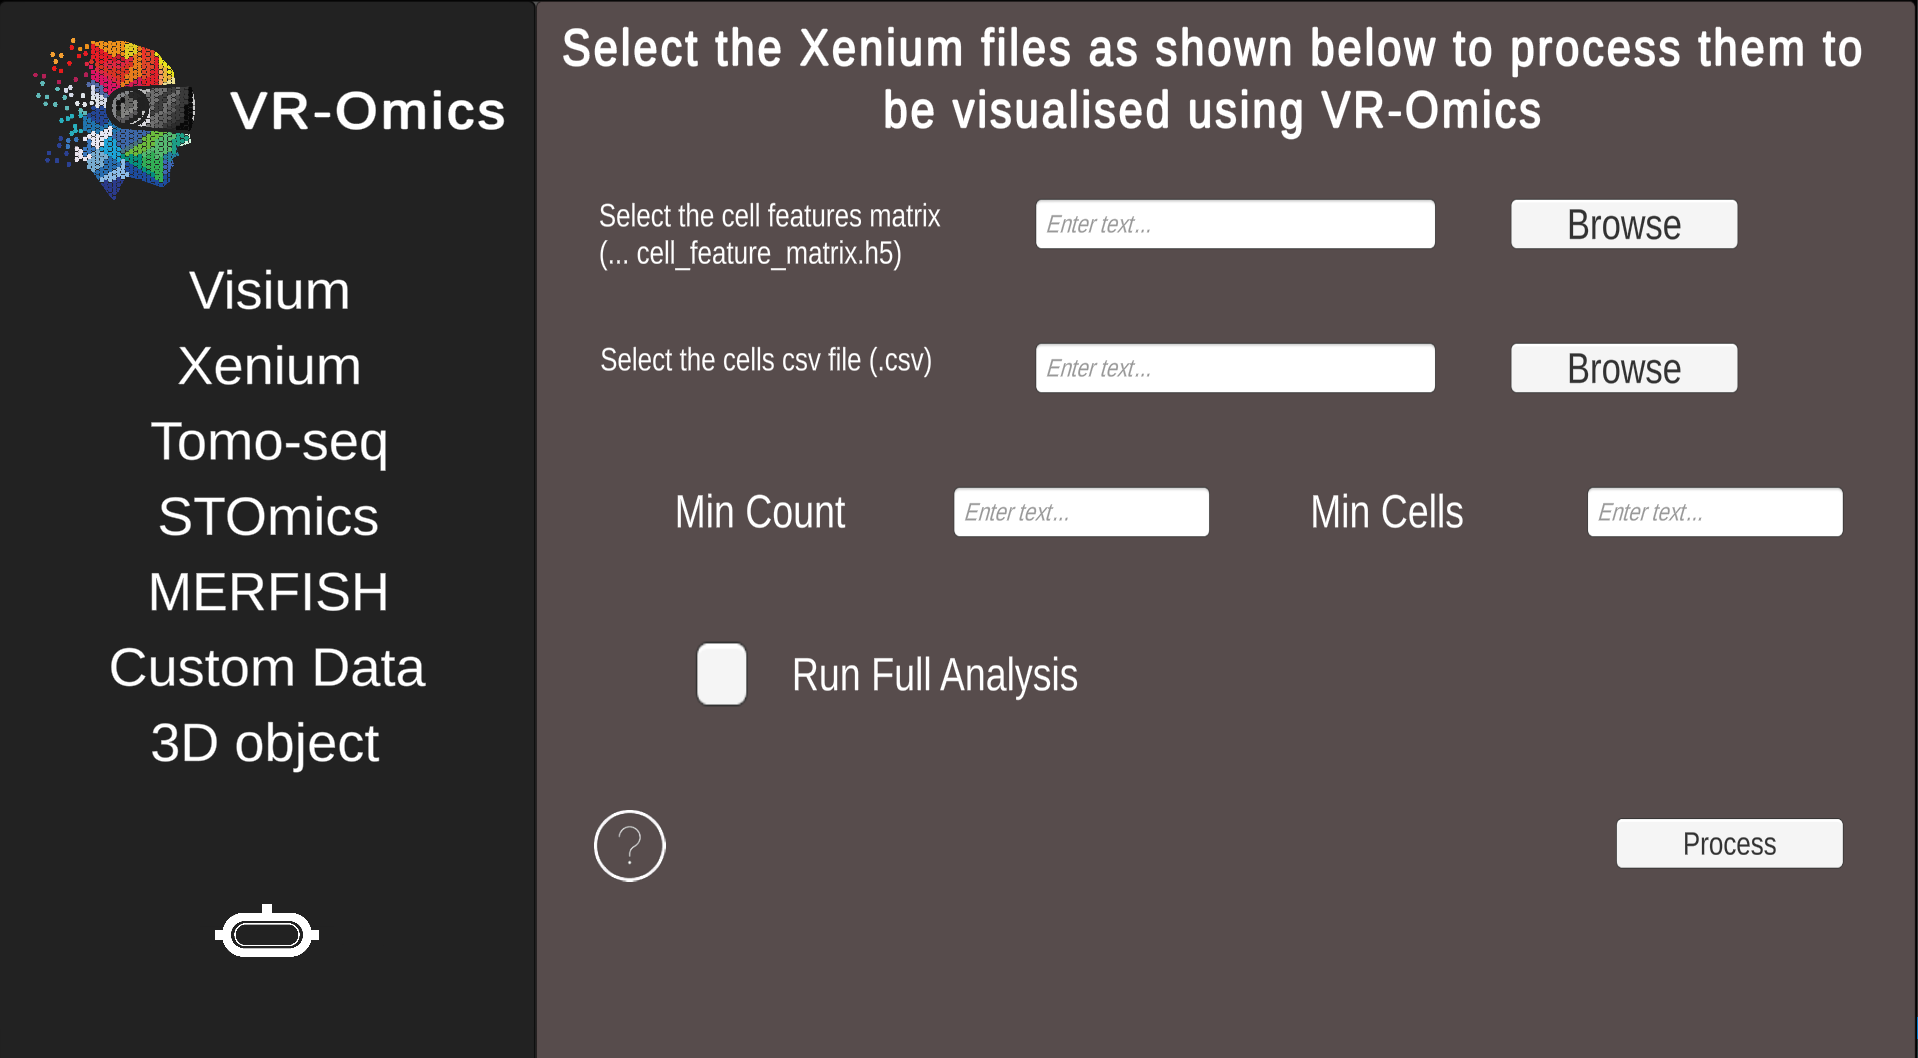 VR-Omics
Visium
Xenium
Tomo-seq
STOmics
MERFISH
Custom Data
3D object
Select the Xenium files as shown below to process them to
be visualised using VR-Omics
Select the cell features matrix
(... cell_feature_matrix.h5)
Enter text...
Browse
Select the cells csv file (.csv)
Enter text...
Browse
Min Count
Enter text...
Min Cells
Enter text...
Run Full Analysis
?
Process